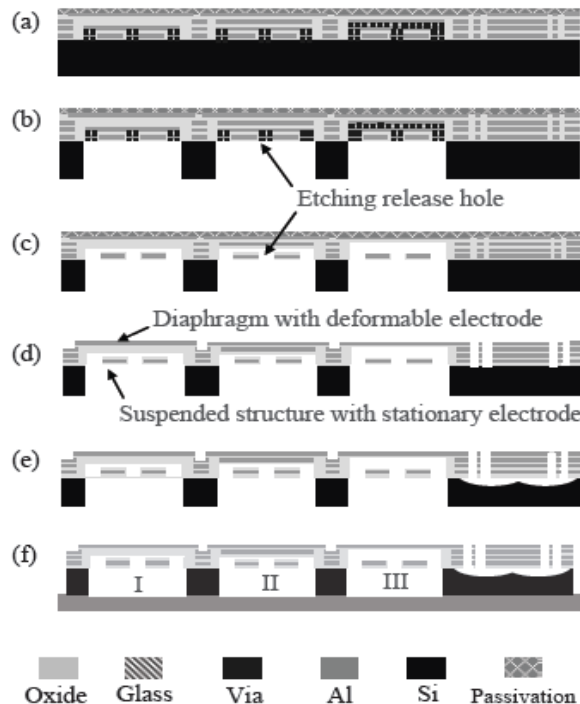 (a)
(b)
Etching release hole
(c)
Diaphragm with deformable electrode
(d)
Suspended structure with stationary electrode
(e)
(f)
I II III
Oxide Glass Via Al Si Passivation